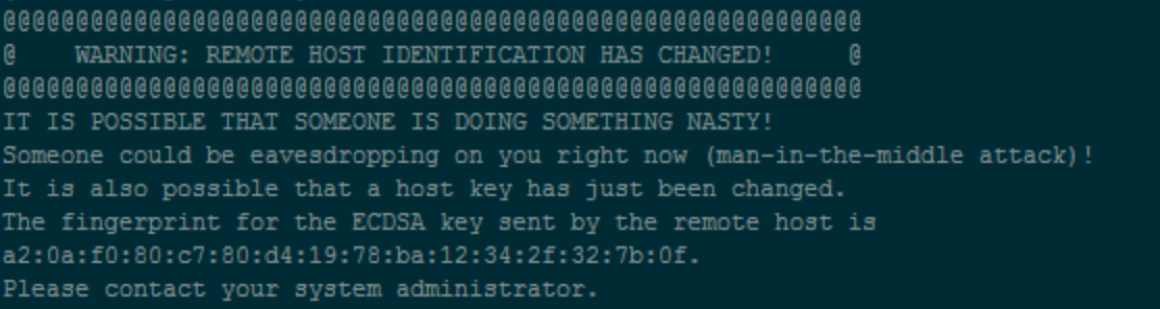 @@@@@@@@@@@@@@@@@@@@@@@@@@@@@@@@@@@@@@@@@@@@@@@@@@@@@@@@@@@
@    WARNING: REMOTE HOST IDENTIFICATION HAS CHANGED!     @
@@@@@@@@@@@@@@@@@@@@@@@@@@@@@@@@@@@@@@@@@@@@@@@@@@@@@@@@@@@
IT IS POSSIBLE THAT SOMEONE IS DOING SOMETHING NASTY!
Someone could be eavesdropping on you right now (man-in-the-middle attack)!
It is also possible that a host key has just been changed.
The fingerprint for the ECDSA key sent by the remote host is
a2:0a:f0:80:c7:80:d4:19:78:ba:12:34:2f:32:7b:0f.
Please contact your system administrator.